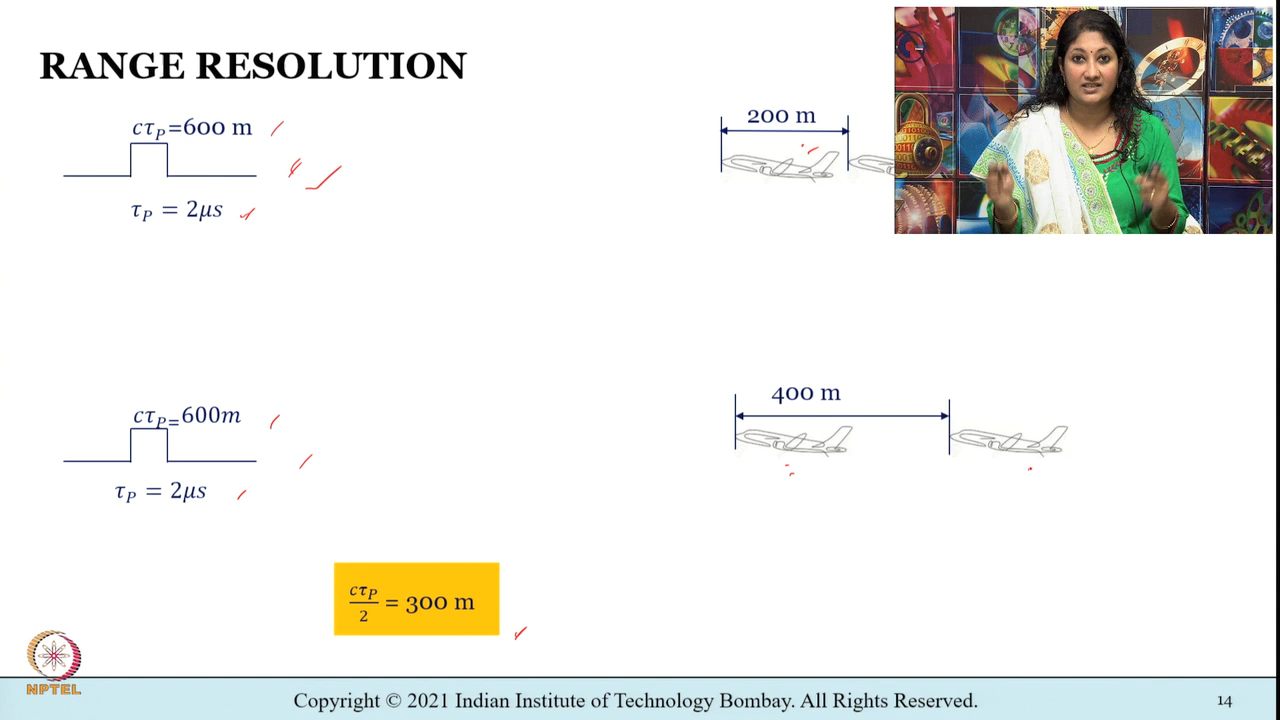 RANGE RESOLUTION
cτₚ=600 m
τₚ = 2μs
200 m
cτₚ₌600m
τₚ = 2μs
400 m
cτₚ/2 = 300 m
NPTEL
Copyright © 2021 Indian Institute of Technology Bombay. All Rights Reserved.
14